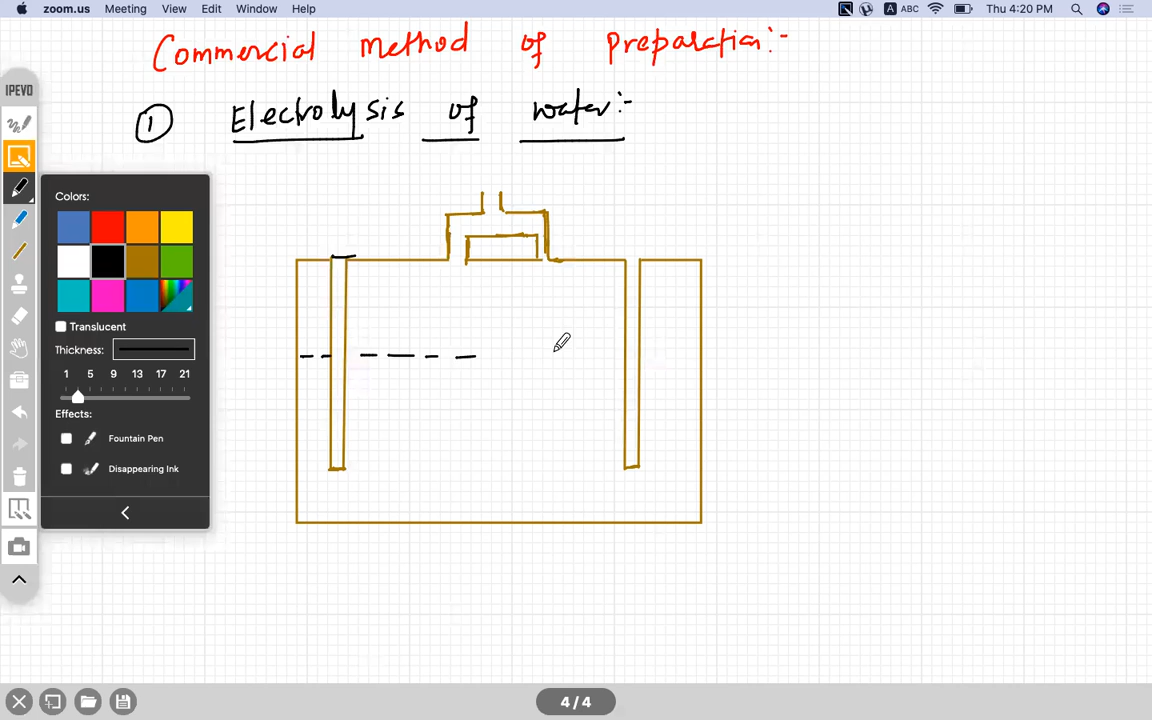 zoom.us Meeting View Edit Window Help ABC Thu 4:20 PM
Commercial method of preparation:-
IPEVO
① Electrolysis of water:-
Colors:
Translucent
Thickness:
1 5 9 13 17 21
Effects:
Fountain Pen
Disappearing Ink
4 / 4